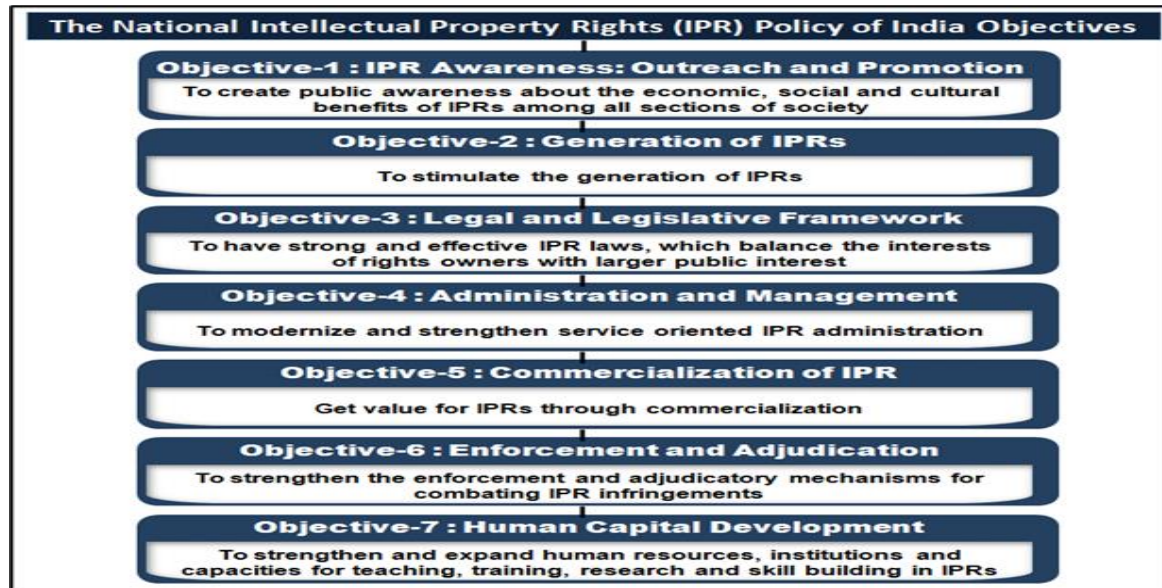 The National Intellectual Property Rights (IPR) Policy of India Objectives
Objective-1 : IPR Awareness: Outreach and Promotion
To create public awareness about the economic, social and cultural
benefits of IPRs among all sections of society
Objective-2 : Generation of IPRs
To stimulate the generation of IPRs
Objective-3 : Legal and Legislative Framework
To have strong and effective IPR laws, which balance the interests
of rights owners with larger public interest
Objective-4 : Administration and Management
To modernize and strengthen service oriented IPR administration
Objective-5 : Commercialization of IPR
Get value for IPRs through commercialization
Objective-6 : Enforcement and Adjudication
To strengthen the enforcement and adjudicatory mechanisms for
combating IPR infringements
Objective-7 : Human Capital Development
To strengthen and expand human resources, institutions and
capacities for teaching, training, research and skill building in IPRs